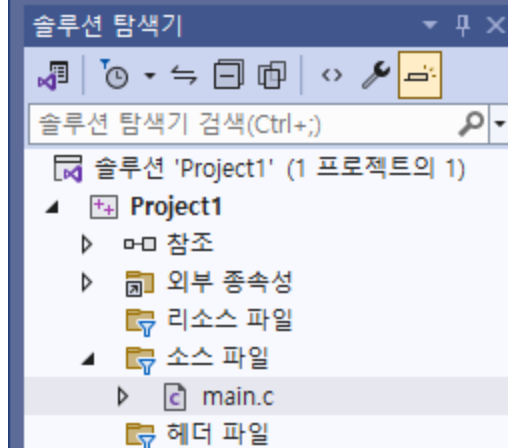 솔루션 탐색기
솔루션 탐색기 검색(Ctrl+;)
솔루션 'Project1' (1 프로젝트의 1)
Project1
참조
외부 종속성
리소스 파일
소스 파일
main.c
헤더 파일